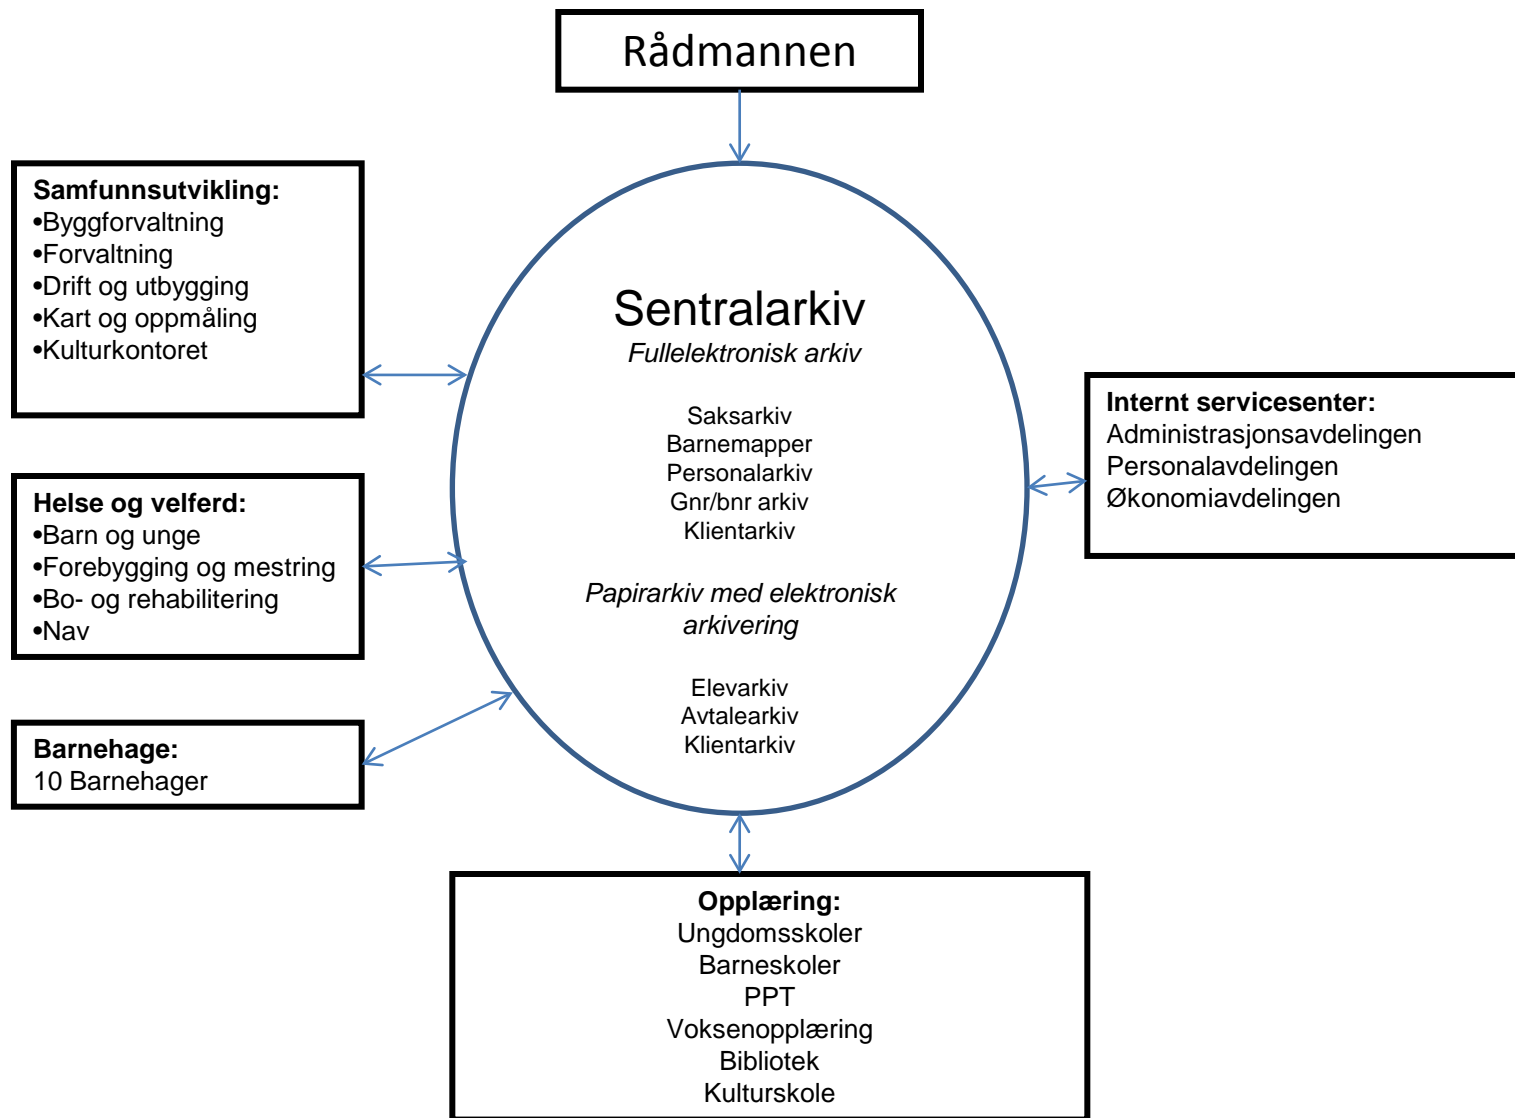 Rådmannen
Samfunnsutvikling:
•Byggforvaltning
•Forvaltning
•Drift og utbygging
•Kart og oppmåling
•Kulturkontoret
Helse og velferd:
•Barn og unge
•Forebygging og mestring
•Bo- og rehabilitering
•Nav
Barnehage:
10 Barnehager
Sentralarkiv
Fullelektronisk arkiv
Saksarkiv
Barnemapper
Personalarkiv
Gnr/bnr arkiv
Klientarkiv
Papirarkiv med elektronisk
arkivering
Elevarkiv
Avtalearkiv
Klientarkiv
Internt servicesenter:
Administrasjonsavdelingen
Personalavdelingen
Økonomiavdelingen
Opplæring:
Ungdomsskoler
Barneskoler
PPT
Voksenopplæring
Bibliotek
Kulturskole